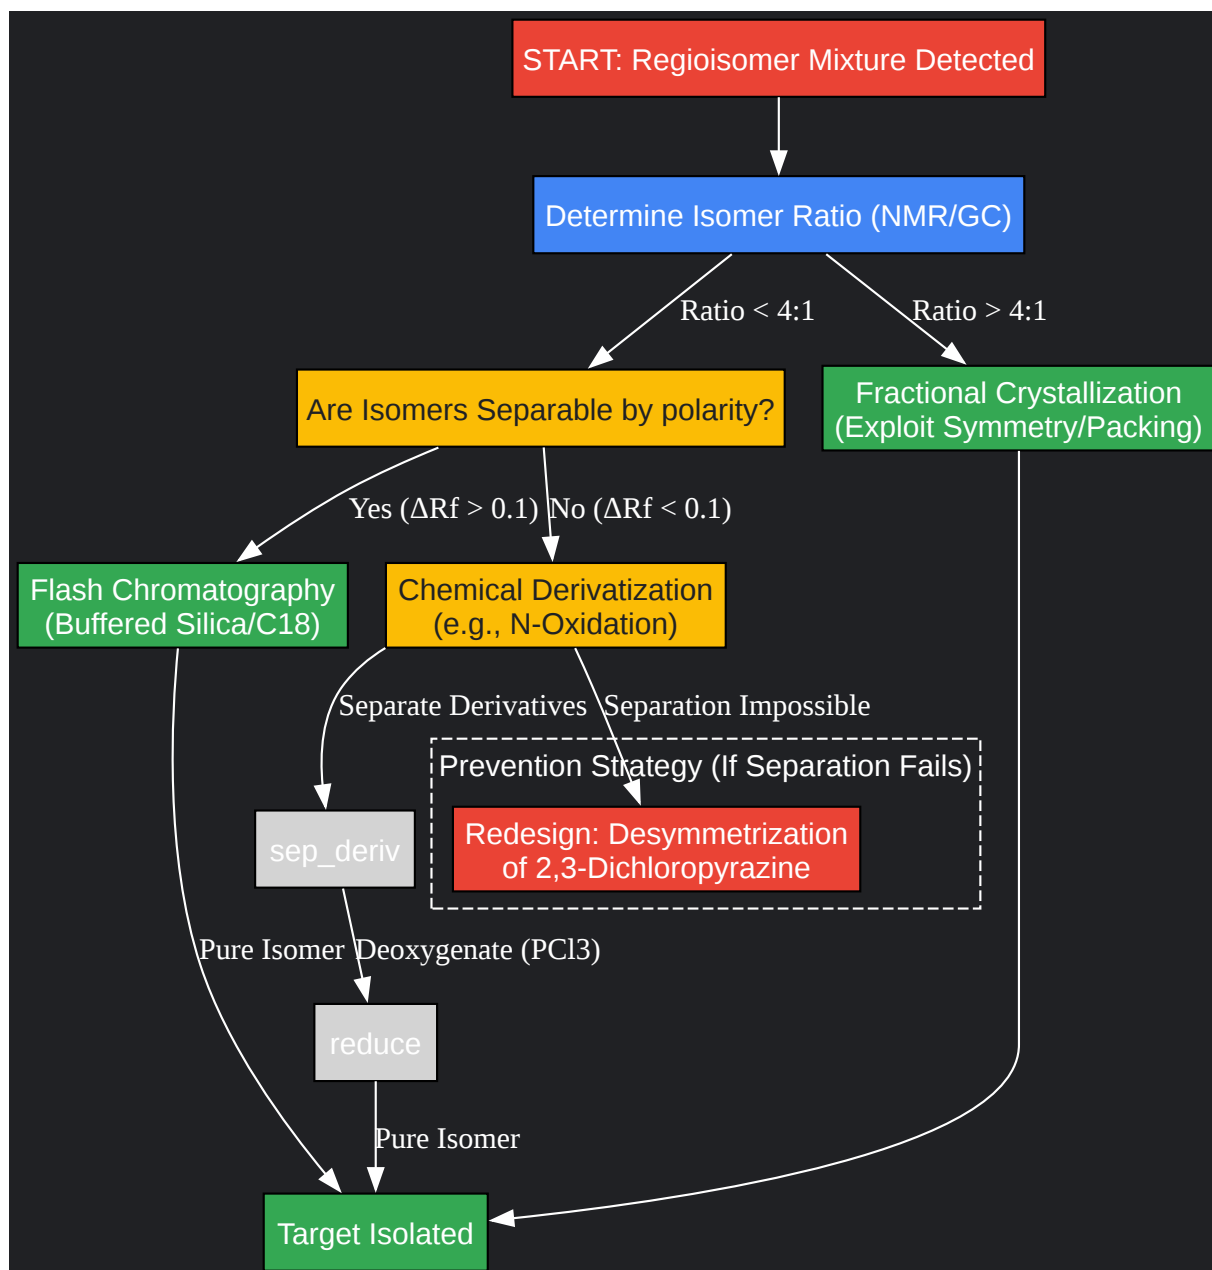 START: Regioisomer Mixture Detected
Determine Isomer Ratio (NMR/GC)
Ratio < 4:1
Ratio > 4:1
Are Isomers Separable by polarity?
Fractional Crystallization
(Exploit Symmetry/Packing)
Yes (ΔRf > 0.1)
No (ΔRf < 0.1)
Flash Chromatography
(Buffered Silica/C18)
Chemical Derivatization
(e.g., N-Oxidation)
Separate Derivatives
Separation Impossible
Prevention Strategy (If Separation Fails)
Redesign: Desymmetrization
of 2,3-Dichloropyrazine
sep_deriv
Pure Isomer
Deoxygenate (PCl3)
reduce
Pure Isomer
Target Isolated